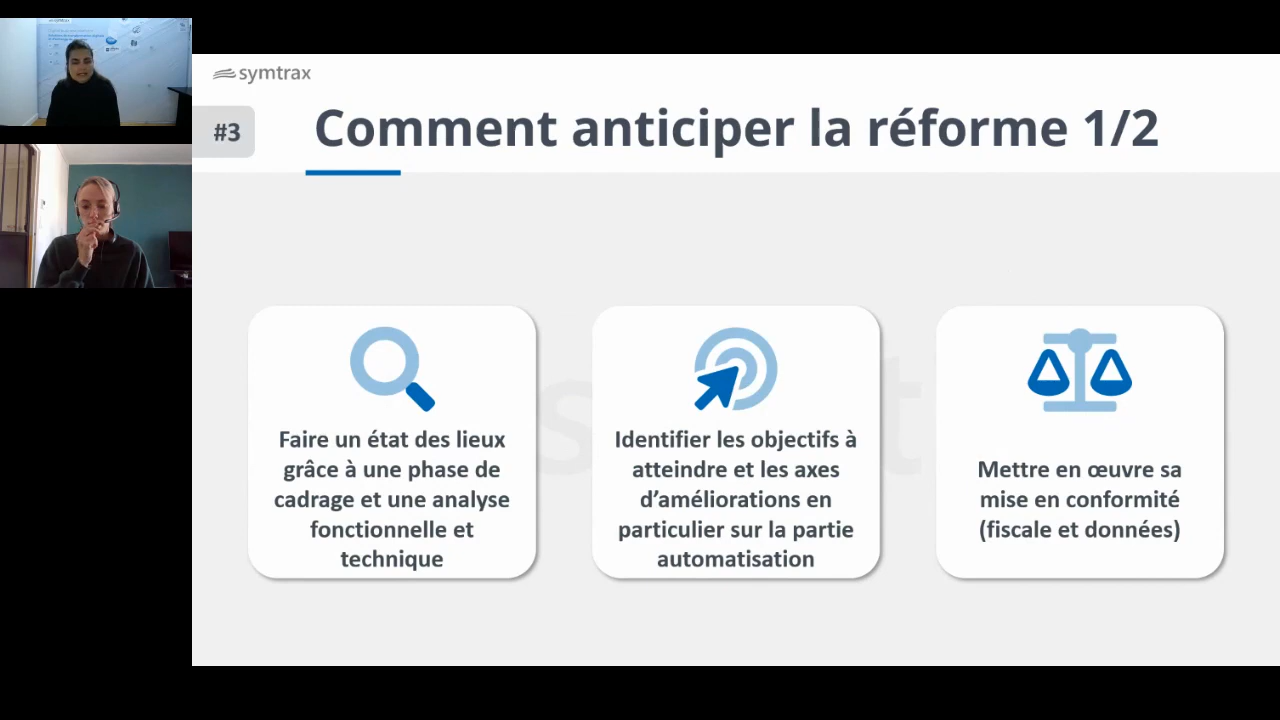 symtrax
#3
Comment anticiper la réforme 1/2
Faire un état des lieux
grâce à une phase de
cadrage et une analyse
fonctionnelle et
technique
Identifier les objectifs à
atteindre et les axes
d’améliorations en
particulier sur la partie
automatisation
Mettre en œuvre sa
mise en conformité
(fiscale et données)